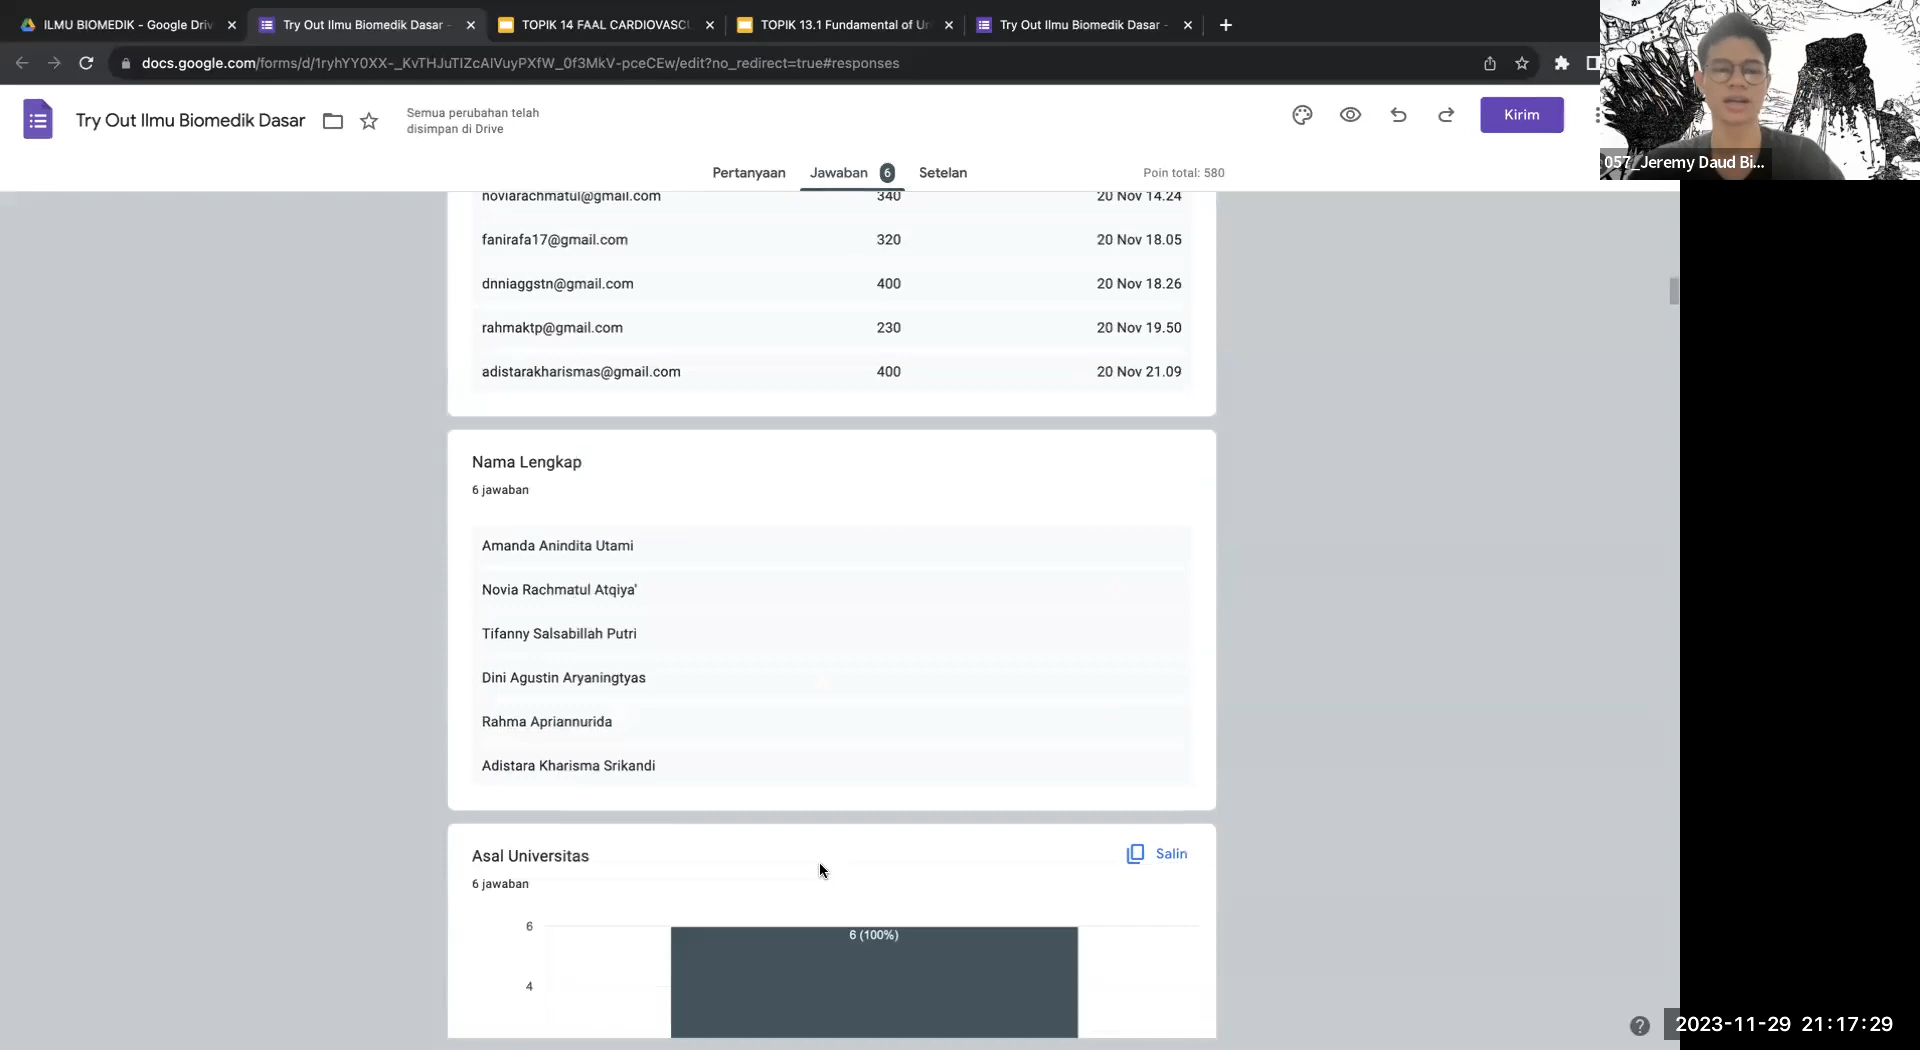 ILMU BIOMEDIK - Google Driv
Try Out Ilmu Biomedik Dasar -
TOPIK 14 FAAL CARDIOVASCU
TOPIK 13.1 Fundamental of Ur
Try Out Ilmu Biomedik Dasar -
docs.google.com/forms/d/1ryhYY0XX-_KvTHJuTIZcAIVuyPXfW_0f3MkV-pceCEw/edit?no_redirect=true#responses
Try Out Ilmu Biomedik Dasar
Semua perubahan telah
disimpan di Drive
Kirim
057_Jeremy Daud Bi...
Pertanyaan Jawaban 6 Setelan Poin total: 580
noviarachmatul@gmail.com 340 20 Nov 14.24
fanirafa17@gmail.com 320 20 Nov 18.05
dnniaggstn@gmail.com 400 20 Nov 18.26
rahmaktp@gmail.com 230 20 Nov 19.50
adistarakharismas@gmail.com 400 20 Nov 21.09
Nama Lengkap
6 jawaban
Amanda Anindita Utami
Novia Rachmatul Atqiya'
Tifanny Salsabillah Putri
Dini Agustin Aryaningtyas
Rahma Apriannurida
Adistara Kharisma Srikandi
Asal Universitas
Salin
6 jawaban
6
6 (100%)
4
2023-11-29 21:17:29